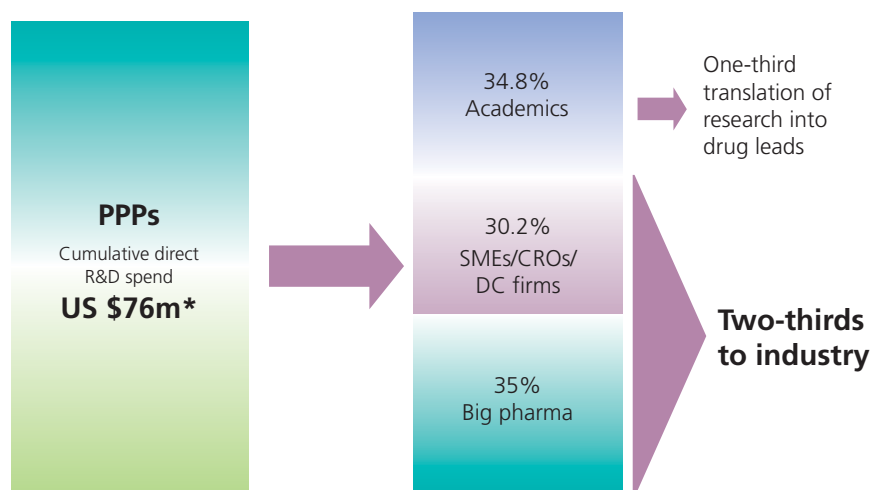 PPPs
Cumulative direct
R&D spend
US $76m*
34.8%
Academics
30.2%
SMEs/CROs/
DC firms
35%
Big pharma
One-third
translation of
research into
drug leads
Two-thirds
to industry